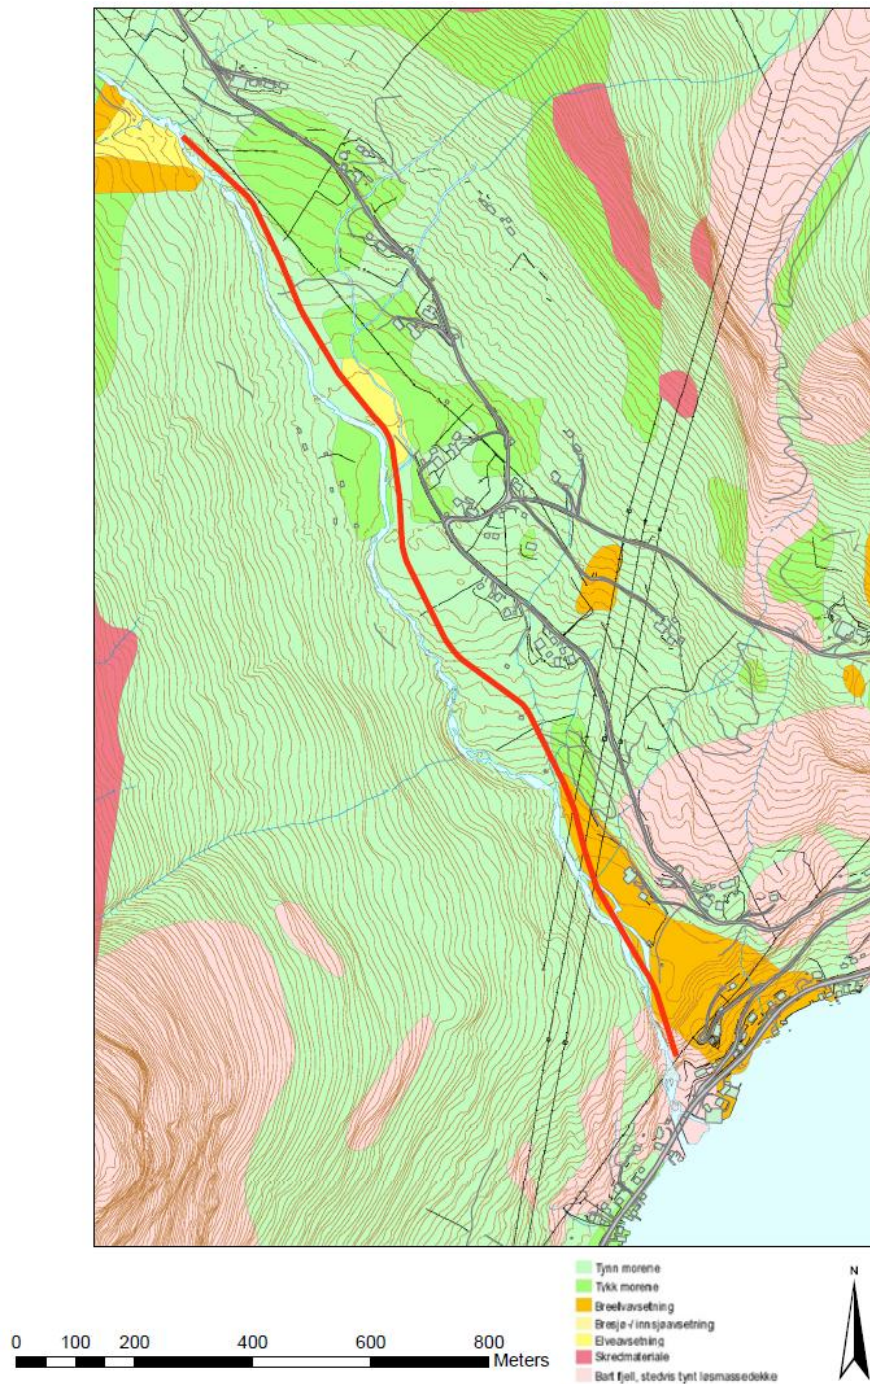 Tynn morene
Tykk morene
Breelvavsetning
Bresjø-/ innsjøavsetning
Elveavsetning
Skredmateriale
Bart fjell, stedvis tynt løsmassedekke
N
0 100 200 400 600 800
Meters